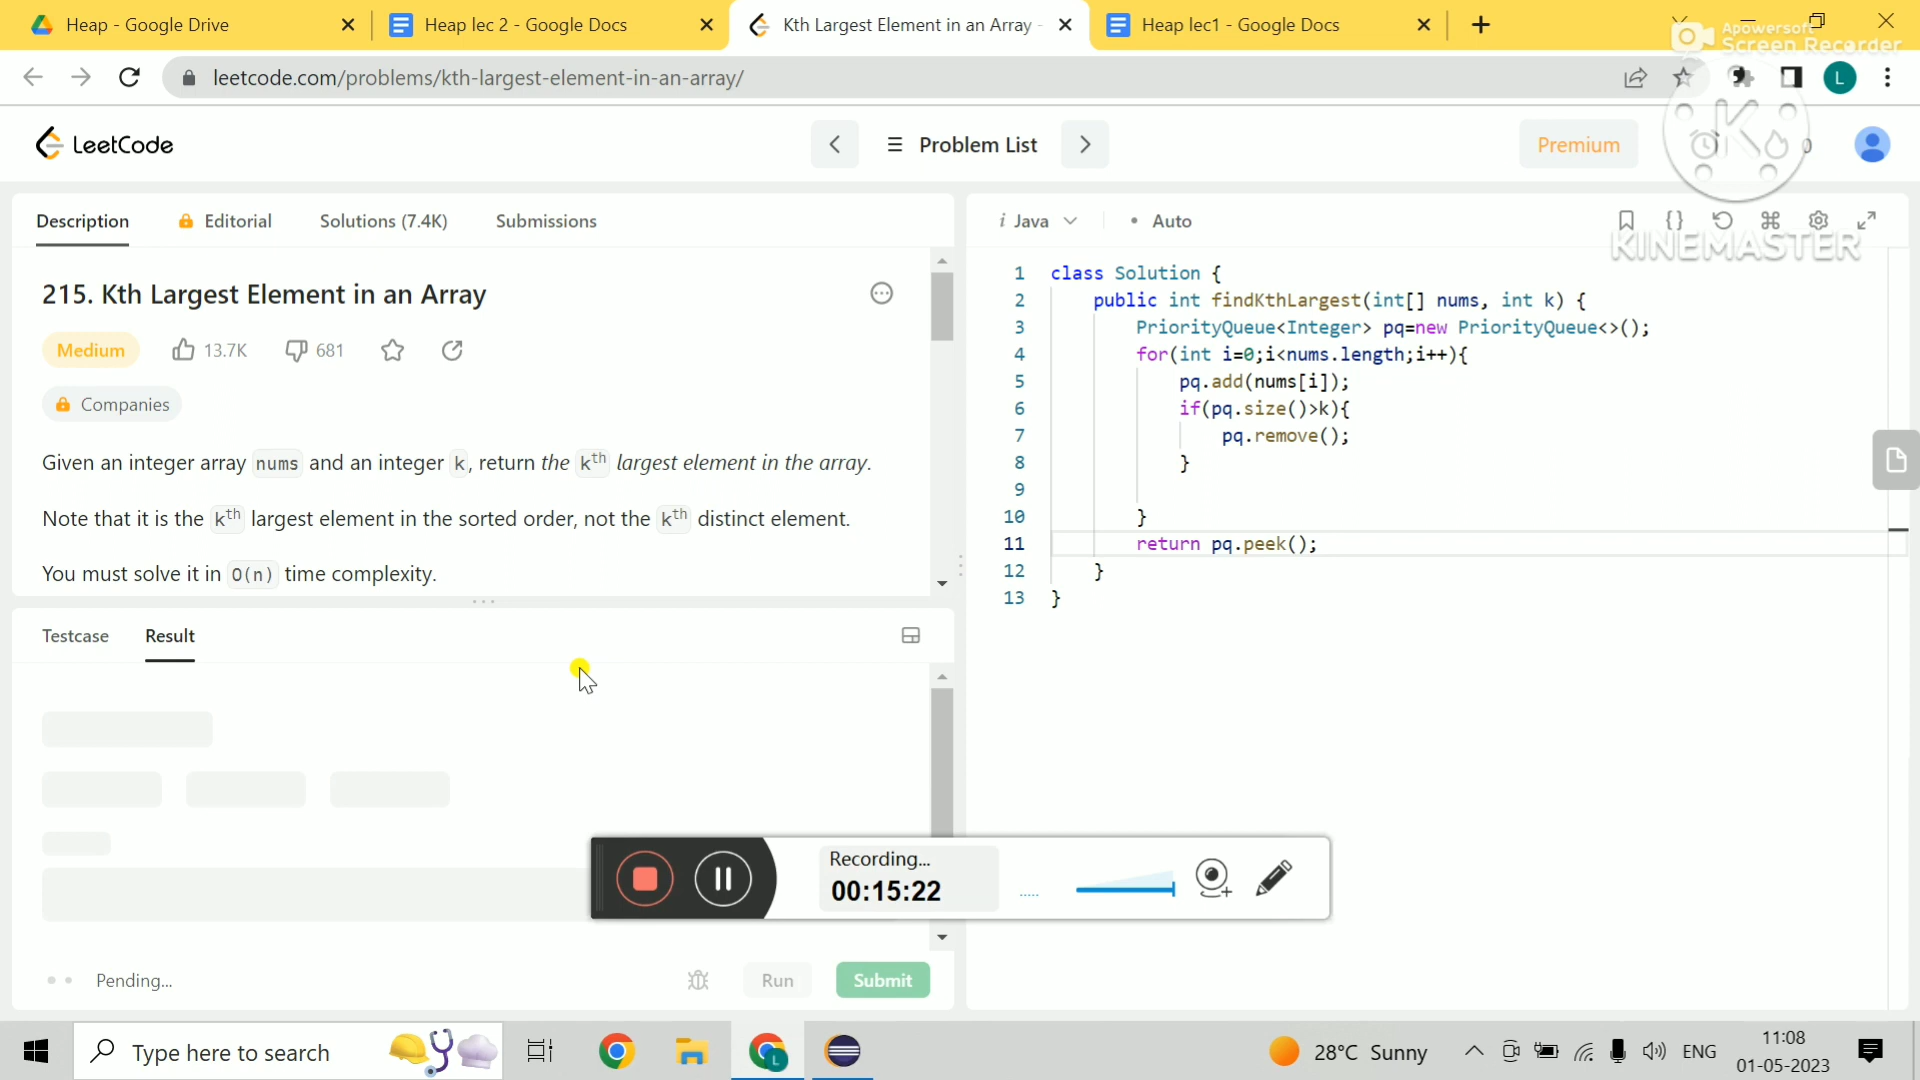 Heap - Google Drive
Heap lec 2 - Google Docs
Kth Largest Element in an Array -
Heap lec1 - Google Docs
Apowersoft
Screen Recorder
leetcode.com/problems/kth-largest-element-in-an-array/
L
K
LeetCode
Problem List
Premium
0
KINEMASTER
Description
Editorial
Solutions (7.4K)
Submissions
i Java
• Auto
215. Kth Largest Element in an Array
Medium
13.7K
681
Companies
Given an integer array nums and an integer k, return the kth largest element in the array.
Note that it is the kth largest element in the sorted order, not the kth distinct element.
You must solve it in O(n) time complexity.
1 class Solution {
2 public int findKthLargest(int[] nums, int k) {
3 PriorityQueue<Integer> pq=new PriorityQueue<>();
4 for(int i=0;i<nums.length;i++){
5 pq.add(nums[i]);
6 if(pq.size()>k){
7 pq.remove();
8 }
9
10 }
11 return pq.peek();
12 }
13 }
Testcase
Result
Recording...
00:15:22
Pending...
Run
Submit
Type here to search
L
28°C Sunny
ENG
11:08
01-05-2023